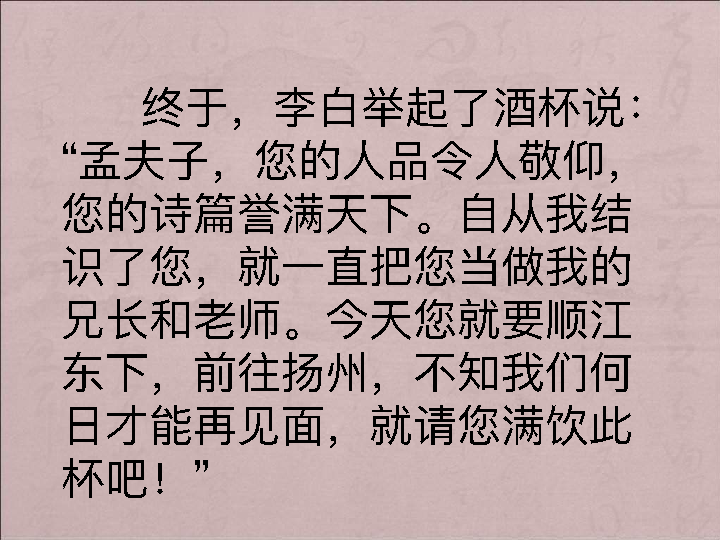 终于，李白举起了酒杯说：
“孟夫子，您的人品令人敬仰，
您的诗篇誉满天下。自从我结
识了您，就一直把您当做我的
兄长和老师。今天您就要顺江
东下，前往扬州，不知我们何
日才能再见面，就请您满饮此
杯吧！”